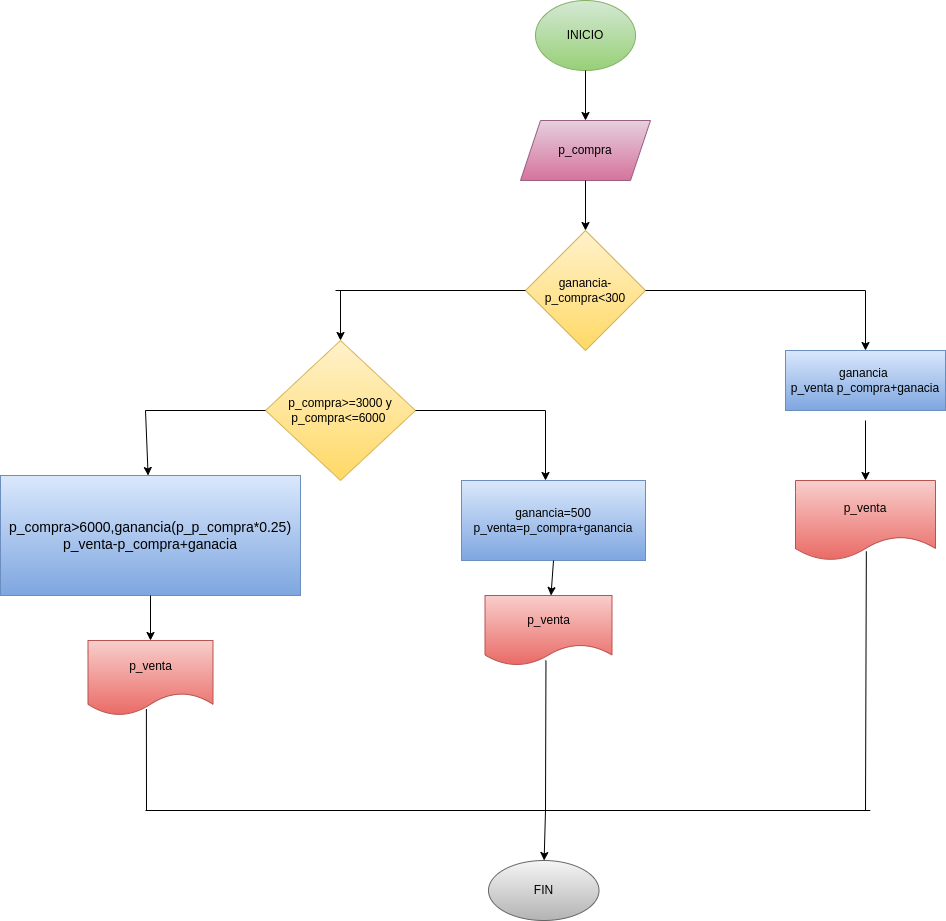 INICIO
p_compra
ganancia-
p_compra<300
ganancia
p_venta p_compra+ganacia
p_compra>=3000 y
p_compra<=6000
p_venta
ganancia=500
p_venta=p_compra+ganancia
p_compra>6000,ganancia(p_p_compra*0.25)
p_venta-p_compra+ganacia
p_venta
p_venta
FIN